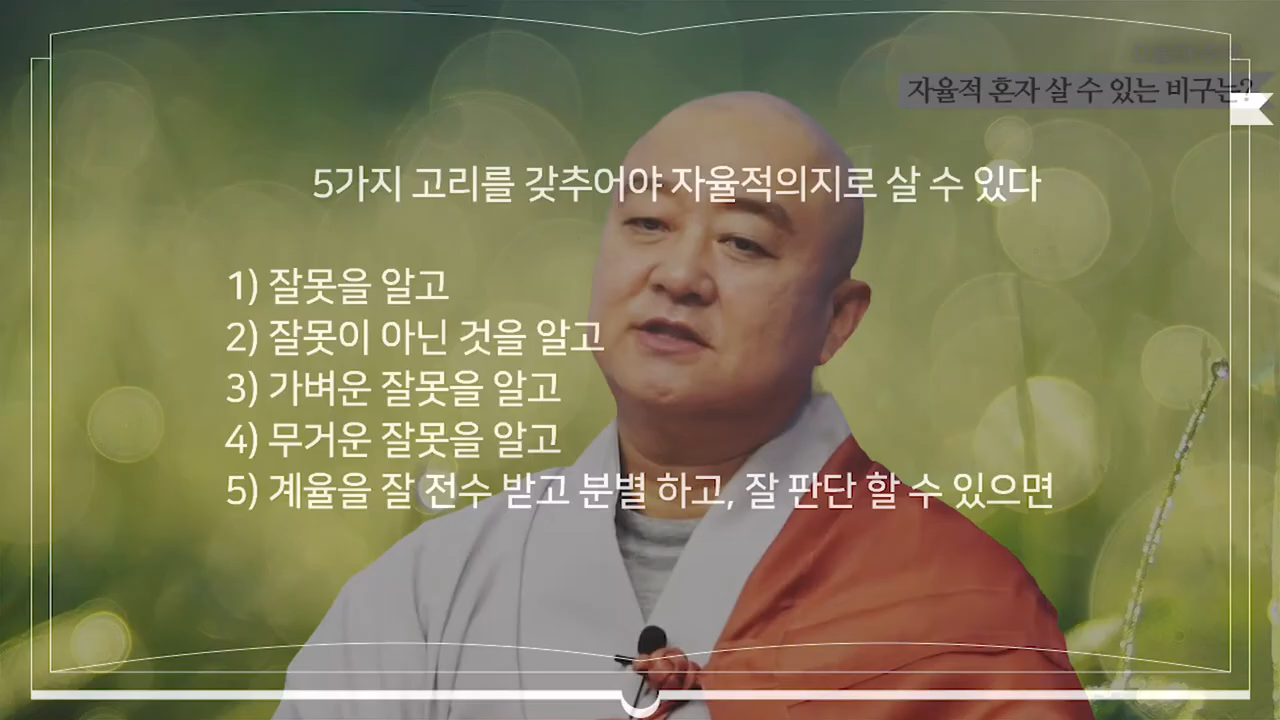 자율적 혼자 살 수 있는 비구는?
5가지 고리를 갖추어야 자율적의지로 살 수 있다
1) 잘못을 알고
2) 잘못이 아닌 것을 알고
3) 가벼운 잘못을 알고
4) 무거운 잘못을 알고
5) 계율을 잘 전수 받고 분별 하고, 잘 판단 할 수 있으면